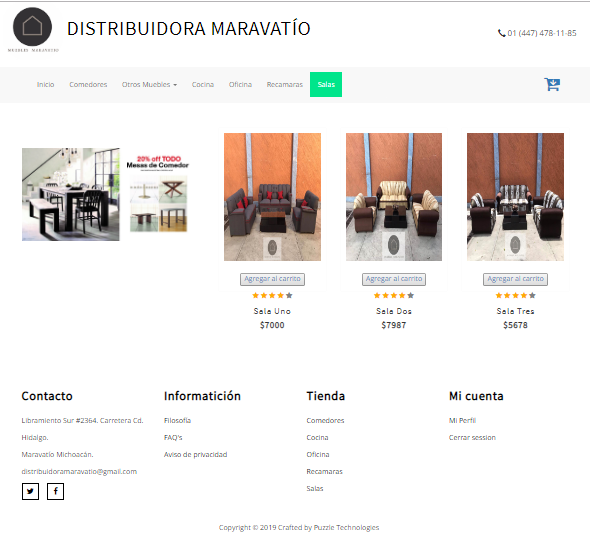 MUEBLES MARAVATIO
DISTRIBUIDORA MARAVATÍO
01 (447) 478-11-85
Inicio Comedores Otros Muebles Cocina Oficina Recamaras Salas
20% off TODO
Mesas de Comedor
Agregar al carrito Agregar al carrito Agregar al carrito
Sala Uno Sala Dos Sala Tres
$7000 $7987 $5678
Contacto Informatición Tienda Mi cuenta
Libramiento Sur #2364. Carretera Cd. Filosofia Comedores Mi Perfil
Hidalgo. FAQ's Cocina Cerrar session
Maravatío Michoacán. Aviso de privacidad Oficina
distribuidoramaravatio@gmail.com Recamaras
Salas
Copyright © 2019 Crafted by Puzzle Technologies